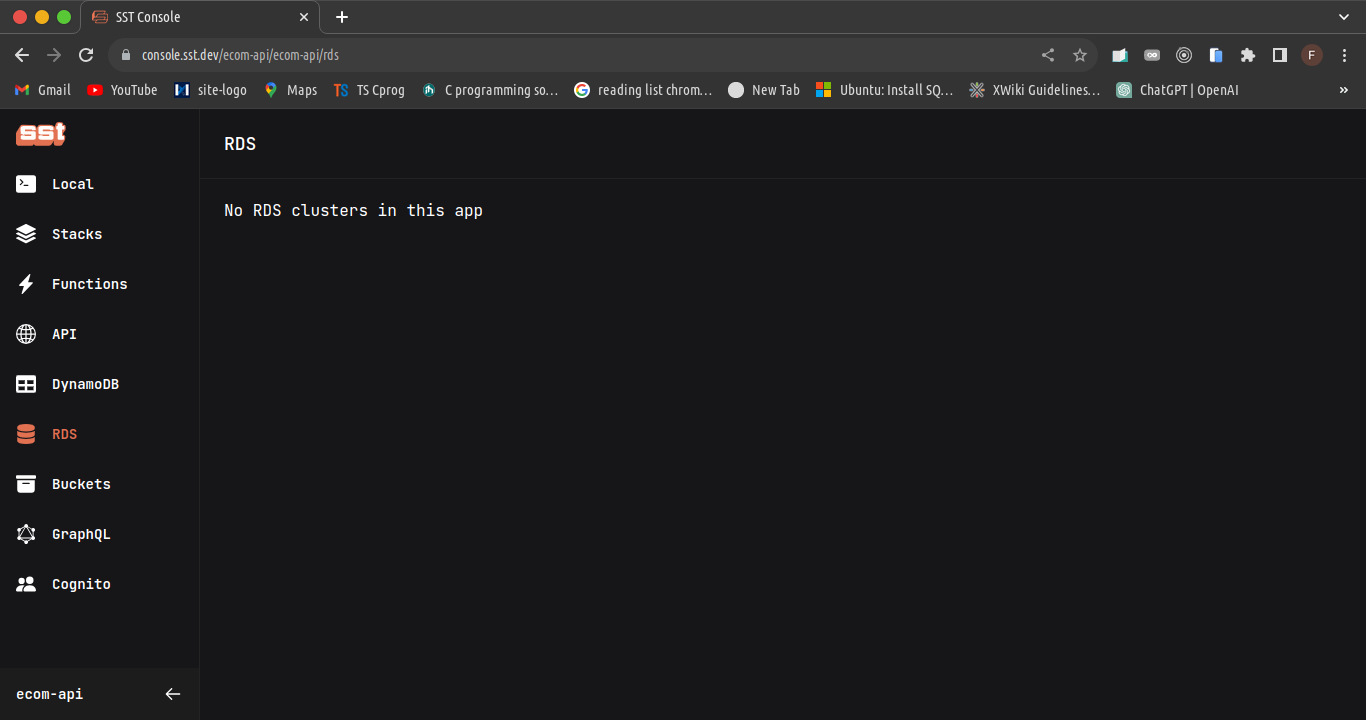 SST Console
console.sst.dev/ecom-api/ecom-api/rds
F
Gmail YouTube site-logo Maps TS Cprog C programming so… reading list chrom… New Tab Ubuntu: Install SQ… XWiki Guidelines… ChatGPT | OpenAI »
sst
RDS
Local
No RDS clusters in this app
Stacks
Functions
API
DynamoDB
RDS
Buckets
GraphQL
Cognito
ecom-api